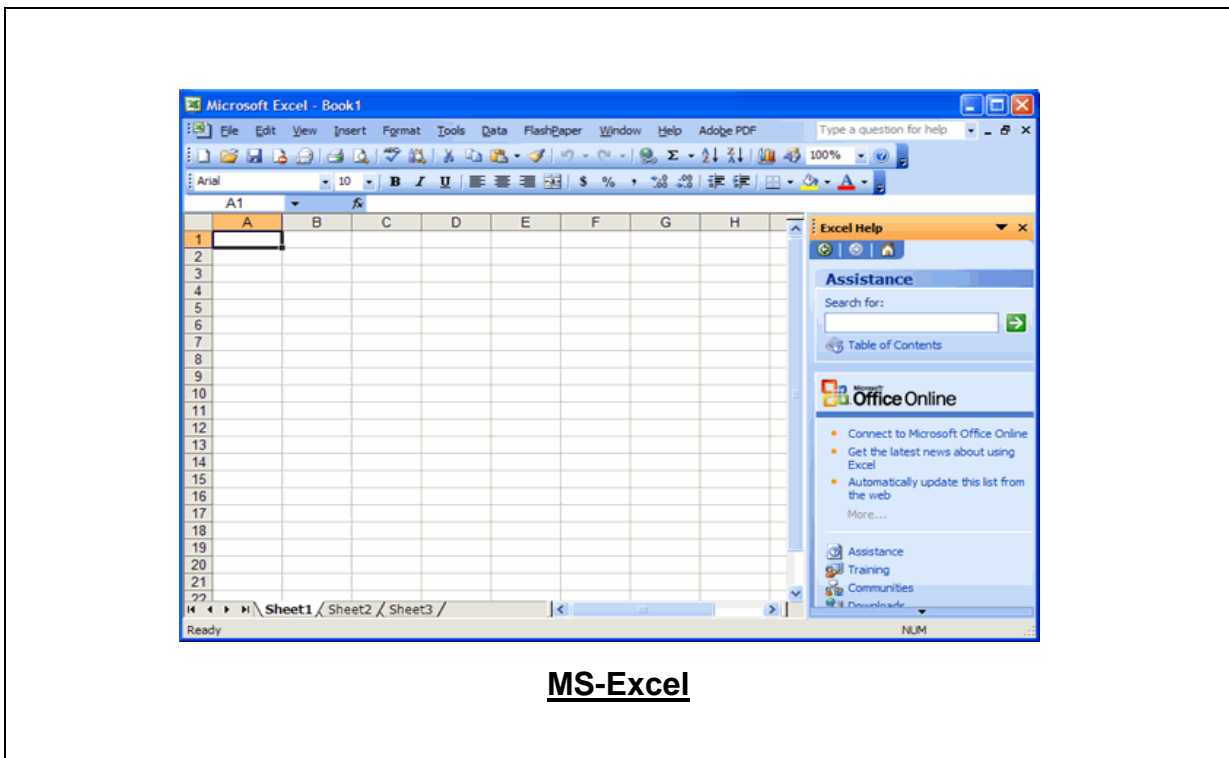 Microsoft Excel - Book1
File Edit View Insert Format Tools Data FlashPaper Window Help Adobe PDF Type a question for help
100%
Arial 10 B I U $ % , A
A1 fx
A B C D E F G H
Excel Help
1
2
3
4
5
6
7
8
9
10
11
12
13
14
15
16
17
18
19
20
21
22
Assistance
Search for:
Table of Contents
Microsoft
Office Online
Connect to Microsoft Office Online
Get the latest news about using
Excel
Automatically update this list from
the web
More...
Assistance
Training
Communities
Downloads
Sheet1 Sheet2 Sheet3
Ready NUM
MS-Excel